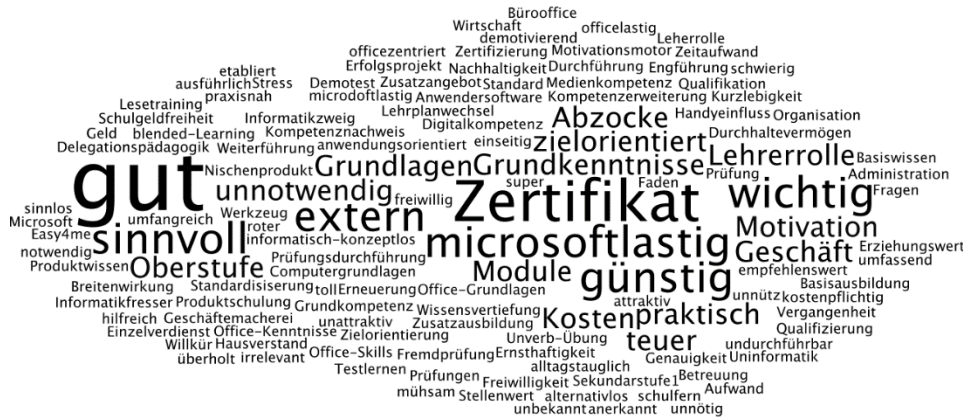 Bürooffice
Wirtschaft officelastig
demotivierend Leherrolle
officezentriert Zertifizierung Motivationsmotor Zeitaufwand
etabliert Erfolgsprojekt Nachhaltigkeit Durchführung Engführung schwierig
ausführlich Stress Demotest Zusatzangebot Standard Medienkompetenz Qualifikation
praxisnah microdoftlastig Anwendersoftware Kompetenzerweiterung Kurzlebigkeit
Lesetraining Lehrplanwechsel Abzocke Handyeinfluss Organisation
Schulgeldfreiheit Informatikzweig Digitalkompetenz
Geld blended-Learning Kompetenznachweis einseitig zielorientiert Durchhaltevermögen
Delegationspädagogik Weiterführung anwendungsorientiert Lehrerrolle Basiswissen
gut Nischenprodukt Grundlagen Grundkenntnisse Prüfung Administration
unnotwendig freiwillig super Zertifikat Faden wichtig Fragen
sinnlos umfangreich Werkzeug extern
Microsoft roter Motivation
Easy4me sinnvoll informatisch-konzeptlos microsoftlastig Geschäft Erziehungswert
notwendig Prüfungsdurchführung umfassend
Produktwissen Oberstufe Computergrundlagen Module günstig empfehlenswert
Breitenwirkung Standardisiserung toll Erneuerung Office-Grundlagen Basisausbildung
Informatikfresser Produktschulung Grundkompetenz Wissensvertiefung attraktiv unnütz kostenpflichtig
hilfreich Geschäftemacherei unattraktiv Zusatzausbildung Kosten praktisch Vergangenheit
Einzelverdienst Office-Kenntnisse Zielorientierung Unverb-Übung teuer Qualifizierung
Willkür Hausverstand Office-Skills Fremdprüfung Ernsthaftigkeit undurchführbar
überholt irrelevant Genauigkeit Uninformatik
Testlernen Prüfungen alltagstauglich Betreuung
mühsam Freiwilligkeit Sekundarstufe1 Aufwand
Stellenwert alternativlos schulfern
unbekannt anerkannt unnötig